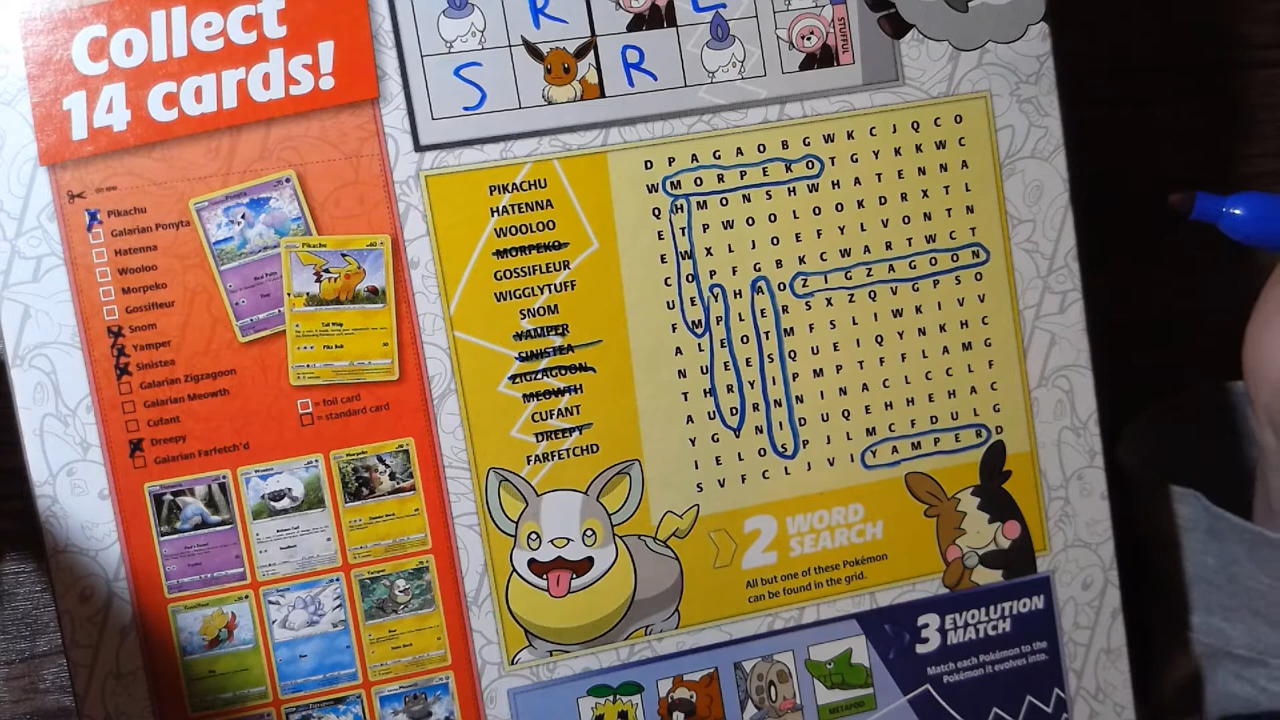 Collect
14 cards!
S R
Pikachu
Galarian Ponyta
Hatenna
Wooloo
Morpeko
Gossifleur
Snom
Yamper
Sinistea
Galarian Zigzagoon
Galarian Meowth
Cufant
Dreepy
Galarian Farfetch'd
= foil card
= standard card
Pikachu
Tail Whip
PIKACHU
HATENNA
WOOLOO
MORPEKO
GOSSIFLEUR
WIGGLYTUFF
SNOM
YAMPER
SINISTEA
ZIGZAGOON
MEOWTH
CUFANT
DREEPY
FARFETCHD
STUFFUL
D P A G A O B G W K C J Q C O
W M O R P E K O T G Y K K W C
Q H M O N S H W H A T E N N A
E T P W O O L O O K D R X T L
E W X L J O E F Y L V O N T N
C O P F G B K C W A R T W C T
U E P H A O Z I G Z A G O O N
F M P L E R S X Z Q V G P S O
A L E O T M F S L I W K I V V
N U E E S Q U E I Q Y N K H C
T H R Y I P M P T F F L A M G
A U D R N N I N A C L C C L F
Y G Y N I D U Q E H H E H A C
I E L O S P J L M C F D U L G
S V F C L J V I Y A M P E R D
2 WORD
SEARCH
All but one of these Pokémon
can be found in the grid.
3 EVOLUTION
MATCH
Match each Pokémon to the
Pokémon it evolves into.
METAPOD